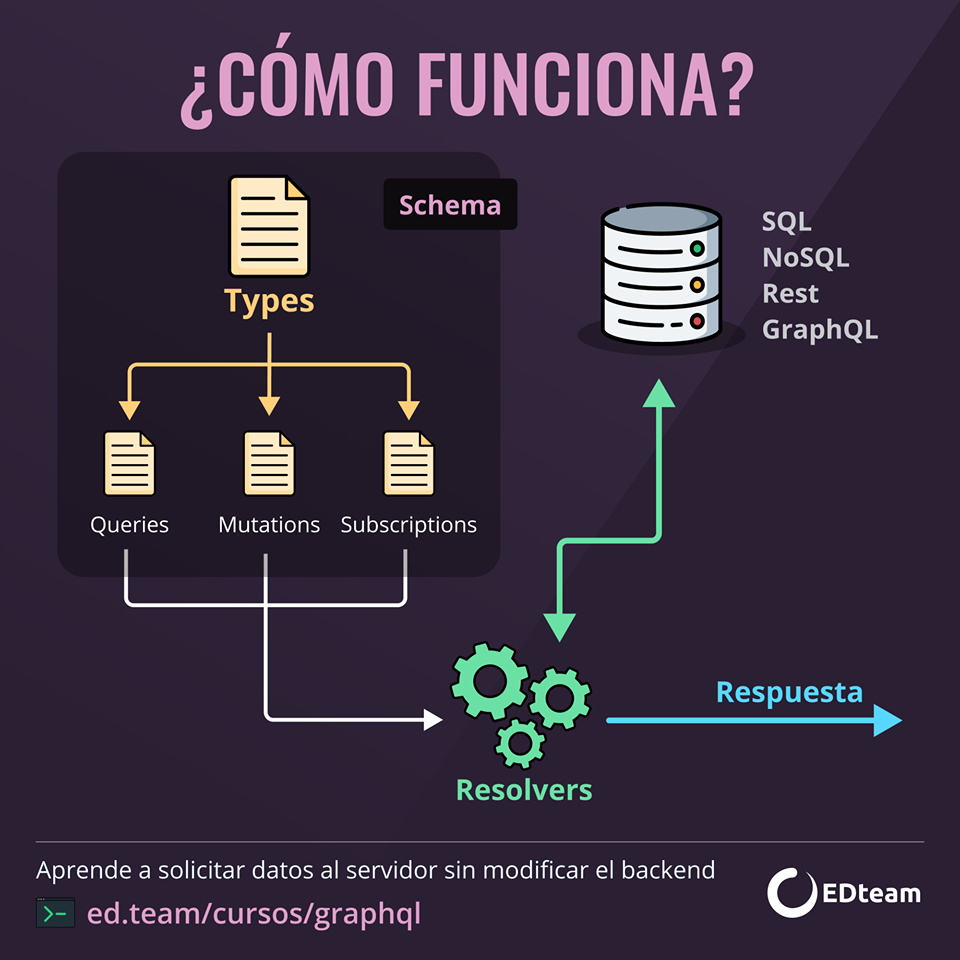 ¿CÓMO FUNCIONA?
Schema
Types
Queries
Mutations
Subscriptions
SQL
NoSQL
Rest
GraphQL
Resolvers
Respuesta
Aprende a solicitar datos al servidor sin modificar el backend
ed.team/cursos/graphql
EDteam